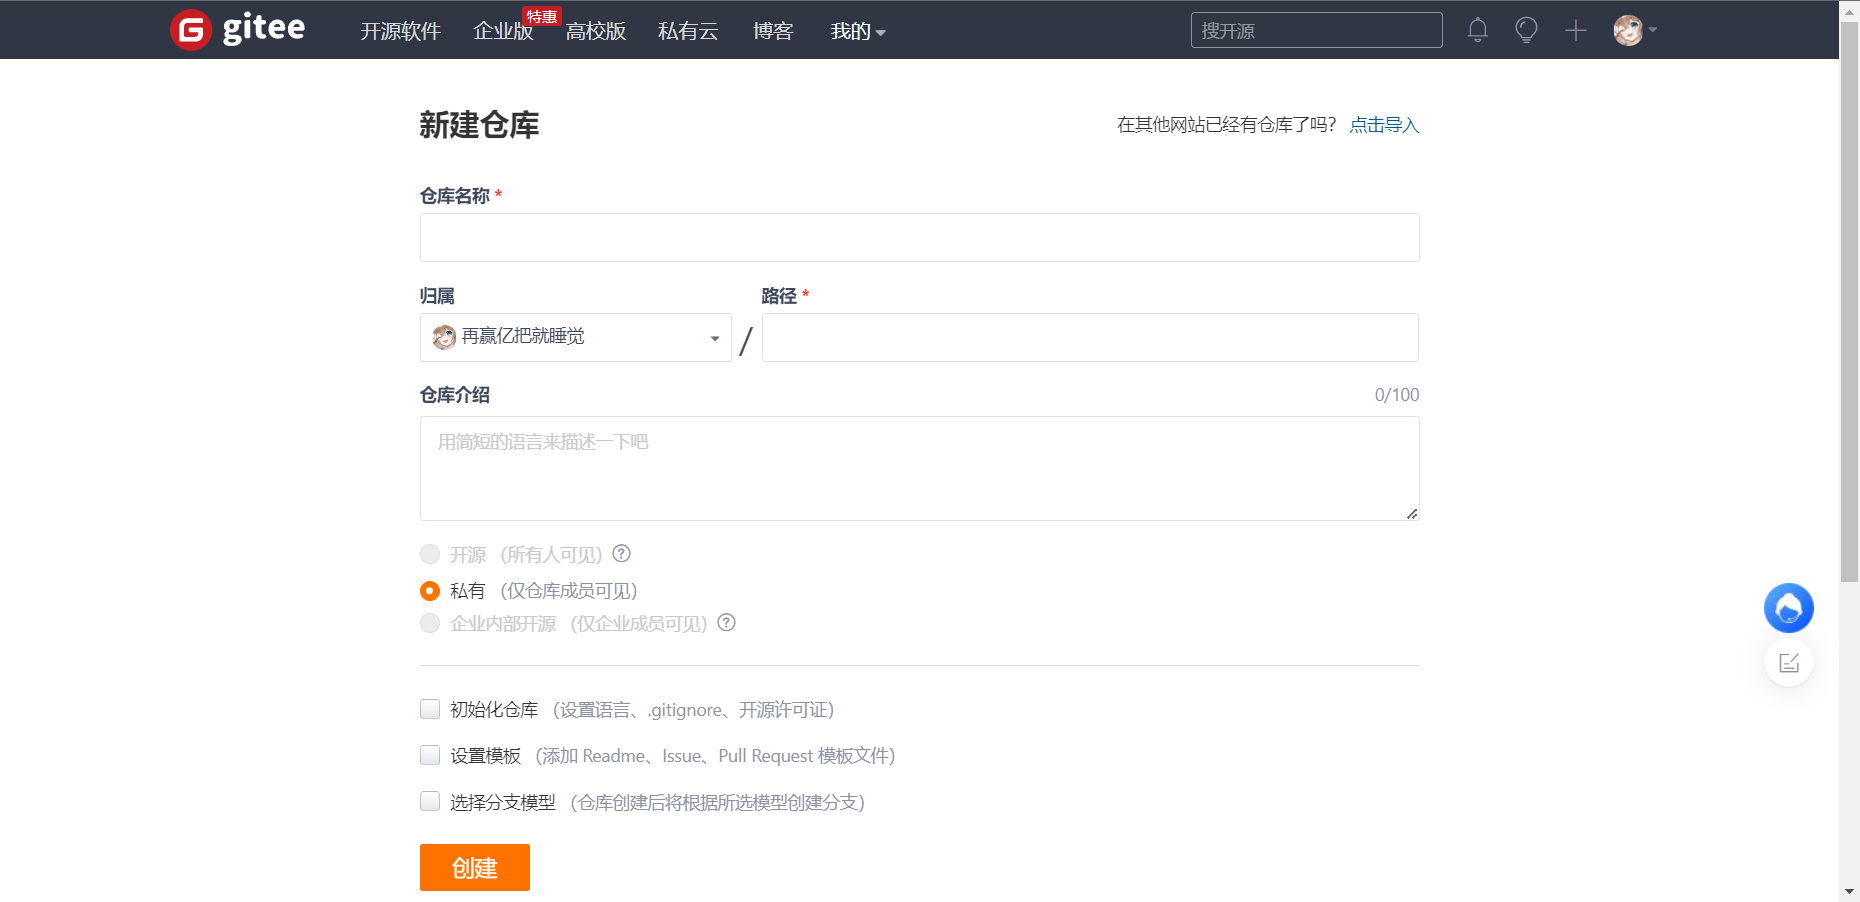 gitee 开源软件 企业版 特惠 高校版 私有云 博客 我的 搜开源
新建仓库 在其他网站已经有仓库了吗? 点击导入
仓库名称 *
归属 路径 *
再赢亿把就睡觉 /
仓库介绍 0/100
用简短的语言来描述一下吧
开源 (所有人可见) ?
私有 (仅仓库成员可见)
企业内部开源 (仅企业成员可见) ?
初始化仓库 (设置语言、.gitignore、开源许可证)
设置模板 (添加 Readme、Issue、Pull Request 模板文件)
选择分支模型 (仓库创建后将根据所选模型创建分支)
创建